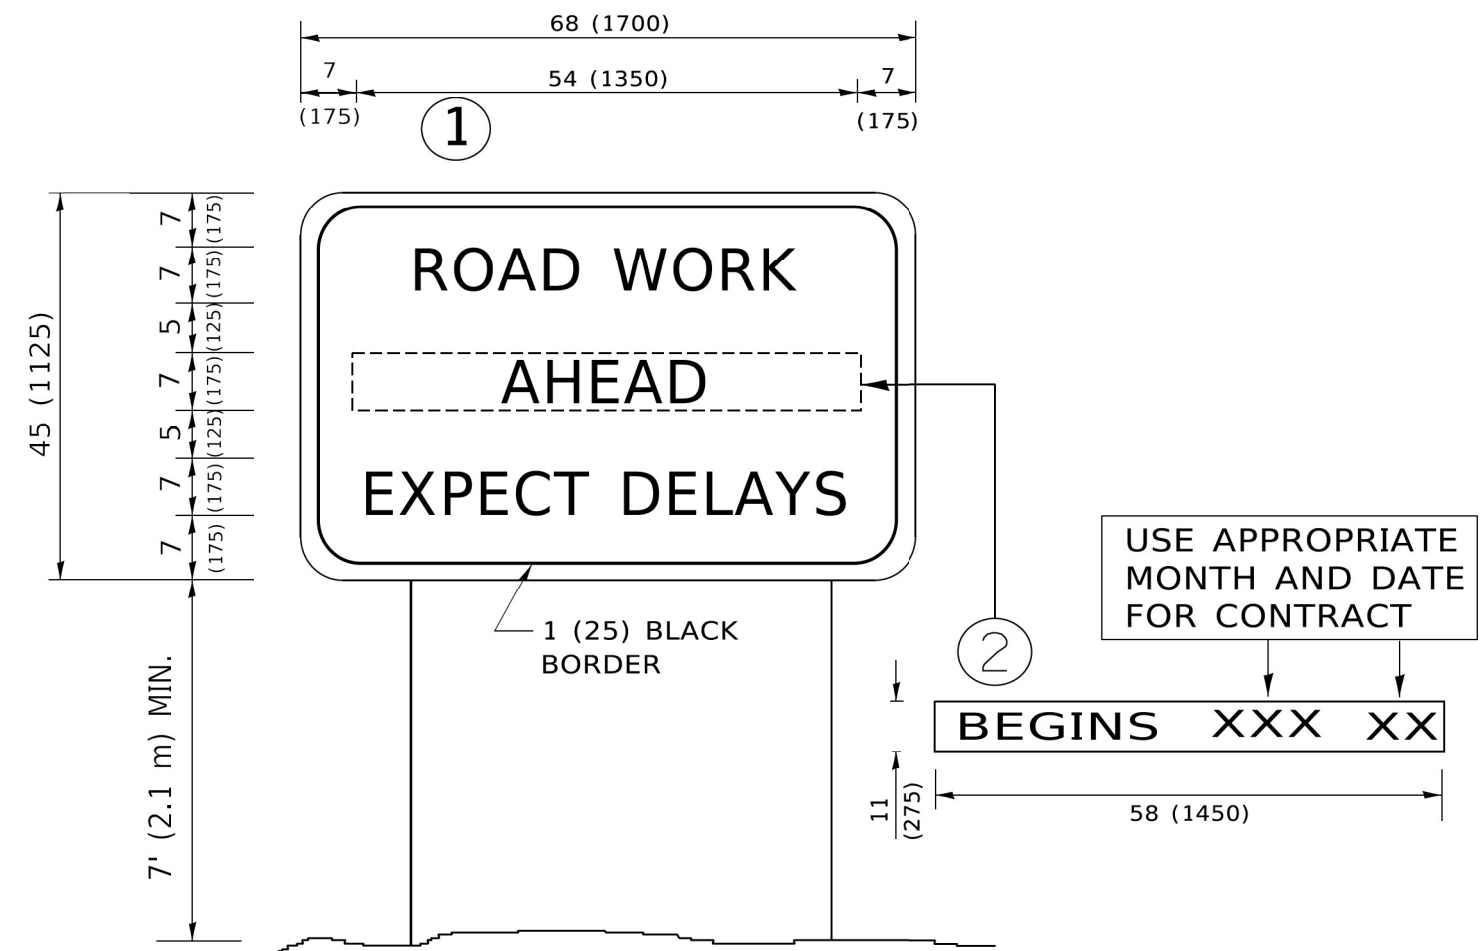 68 (1700)
7
54 (1350)
7
(175)
(175)
1
7
(175)
7
(175)
5
(125)
7
(175)
5
(125)
7
(175)
7
(175)
45 (1125)
ROAD WORK
AHEAD
EXPECT DELAYS
1 (25) BLACK
BORDER
7' (2.1 m) MIN.
USE APPROPRIATE
MONTH AND DATE
FOR CONTRACT
2
BEGINS XXX XX
11
(275)
58 (1450)